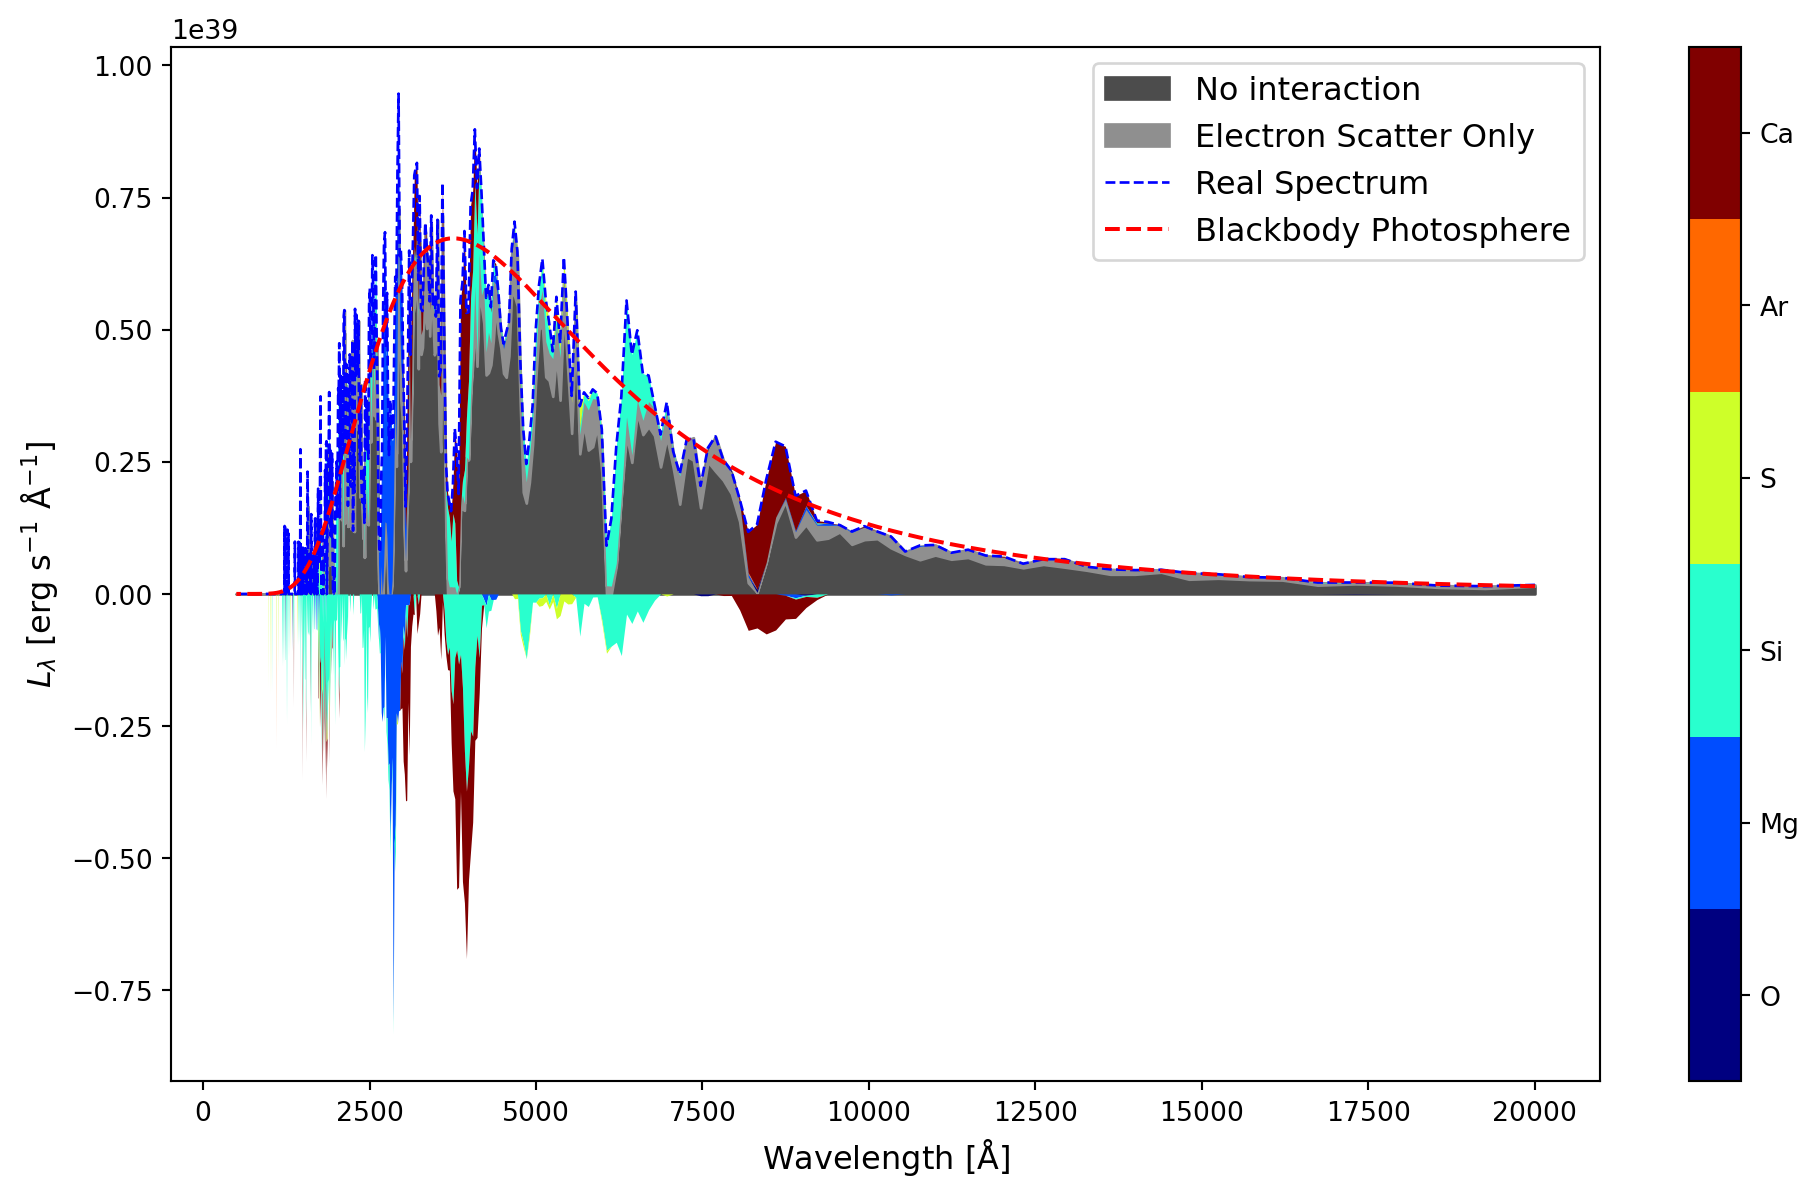 1e39
1.00
0.75
0.50
0.25
0.00
−0.25
−0.50
−0.75
L_λ [erg s⁻¹ Å⁻¹]
No interaction
Electron Scatter Only
Real Spectrum
Blackbody Photosphere
0 2500 5000 7500 10000 12500 15000 17500 20000
Wavelength [Å]
Ca
Ar
S
Si
Mg
O